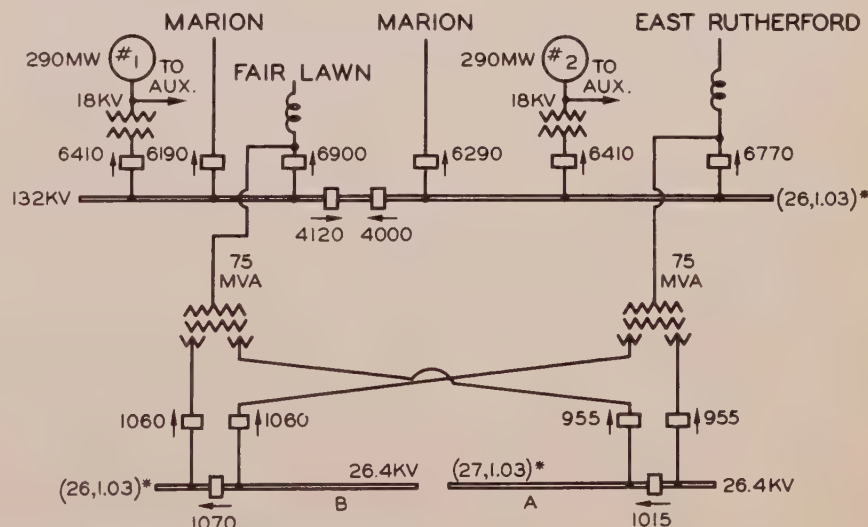 MARION
MARION
EAST RUTHERFORD
290MW
#1
TO
AUX.
FAIR LAWN
290MW
#2
TO
AUX.
18KV
18KV
6410
6190
6900
6290
6410
6770
132KV
(26,1.03)*
4120
4000
75
MVA
75
MVA
1060
1060
955
955
(26,1.03)*
26.4KV
(27,1.03)*
26.4KV
1070
B
A
1015